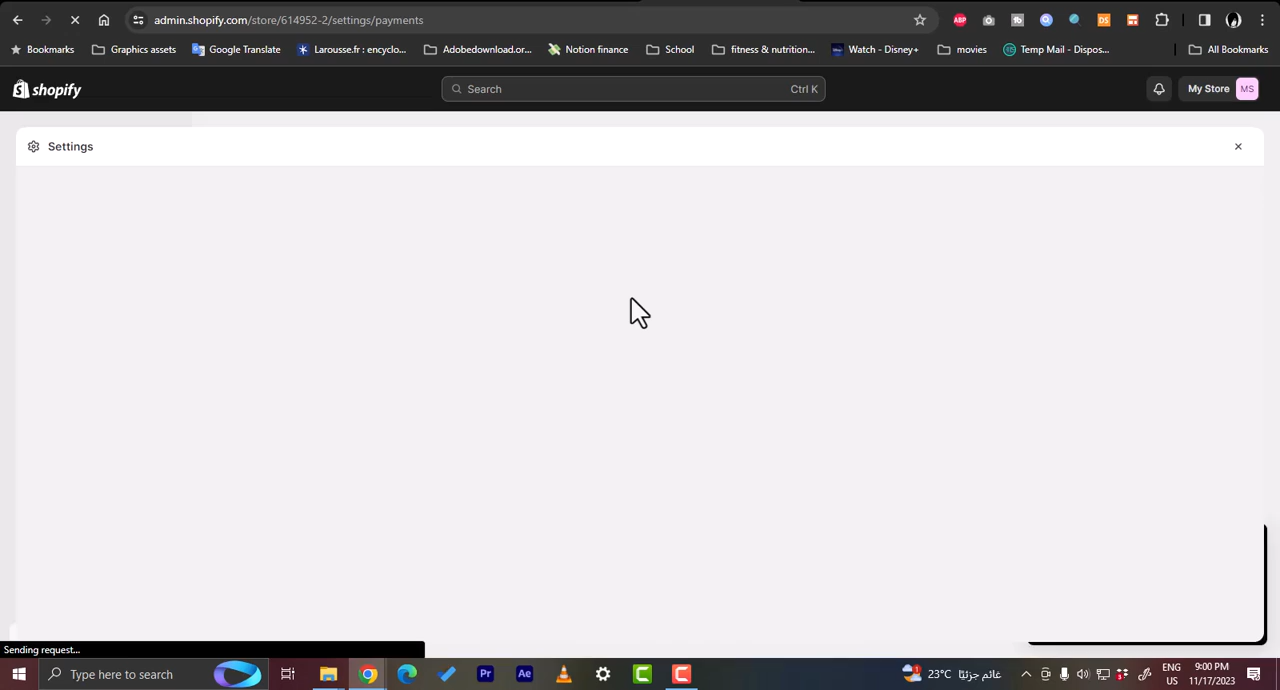 admin.shopify.com/store/614952-2/settings/payments
Bookmarks Graphics assets Google Translate Larousse.fr : encyclo... Adobedownload.or... Notion finance School fitness & nutrition... Watch - Disney+ movies Temp Mail - Dispos... All Bookmarks
shopify Search Ctrl K My Store MS
Settings
Sending request...
Type here to search 23°C غائم جزئيًا ENG 9:00 PM
US 11/17/2023